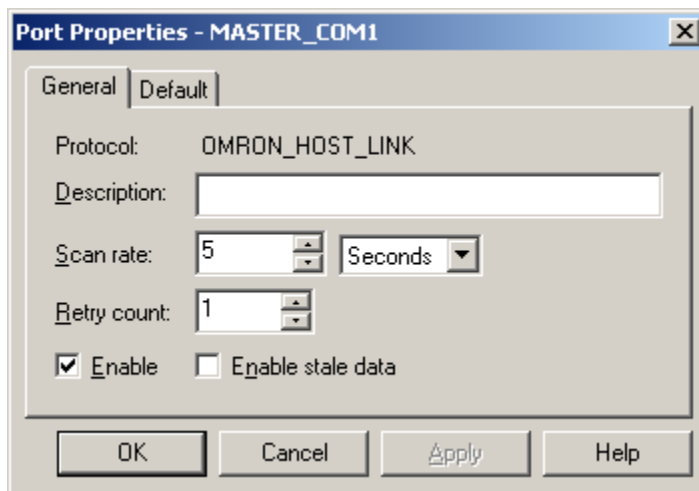 Port Properties - MASTER_COM1
General Default
Protocol: OMRON_HOST_LINK
Description:
Scan rate: 5 Seconds
Retry count: 1
Enable Enable stale data
OK Cancel Apply Help